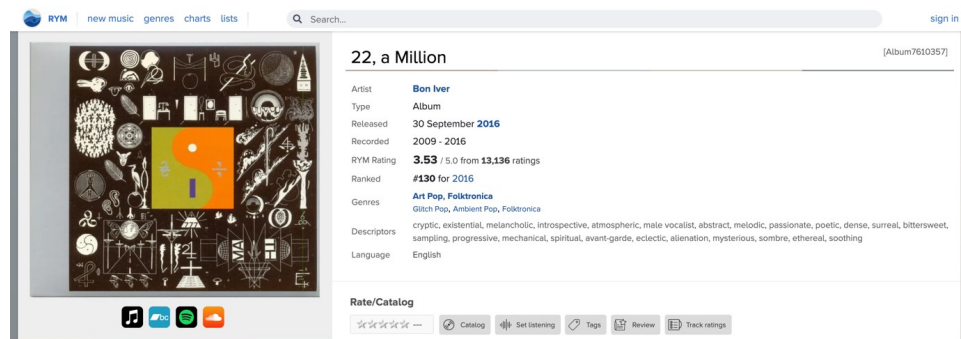 RYM new music genres charts lists Search... sign in
22, a Million [Album7610357]
Artist Bon Iver
Type Album
Released 30 September 2016
Recorded 2009 - 2016
RYM Rating 3.53 / 5.0 from 13,136 ratings
Ranked #130 for 2016
Genres Art Pop, Folktronica
Glitch Pop, Ambient Pop, Folktronica
Descriptors cryptic, existential, melancholic, introspective, atmospheric, male vocalist, abstract, melodic, passionate, poetic, dense, surreal, bittersweet,
sampling, progressive, mechanical, spiritual, avant-garde, eclectic, alienation, mysterious, sombre, ethereal, soothing
Language English
Rate/Catalog
Catalog Set listening Tags Review Track ratings
bc